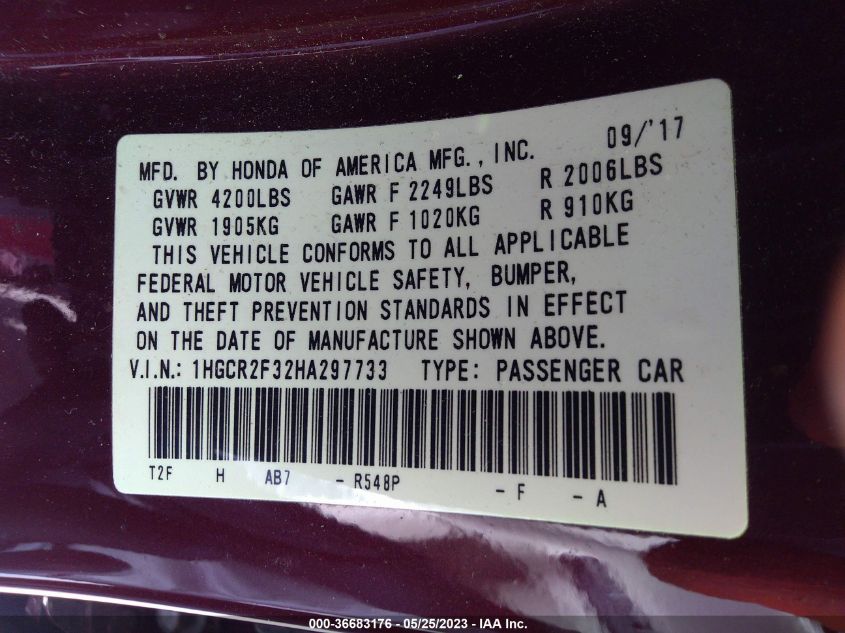 09/'17
MFD. BY HONDA OF AMERICA MFG., INC.
GVWR 4200LBS GAWR F 2249LBS R 2006LBS
GVWR 1905KG GAWR F 1020KG R 910KG
THIS VEHICLE CONFORMS TO ALL APPLICABLE
FEDERAL MOTOR VEHICLE SAFETY, BUMPER,
AND THEFT PREVENTION STANDARDS IN EFFECT
ON THE DATE OF MANUFACTURE SHOWN ABOVE.
V.I.N.: 1HGCR2F32HA297733 TYPE: PASSENGER CAR
T2F H AB7 - R548P - F - A
000-36683176 - 05/25/2023 - IAA Inc.